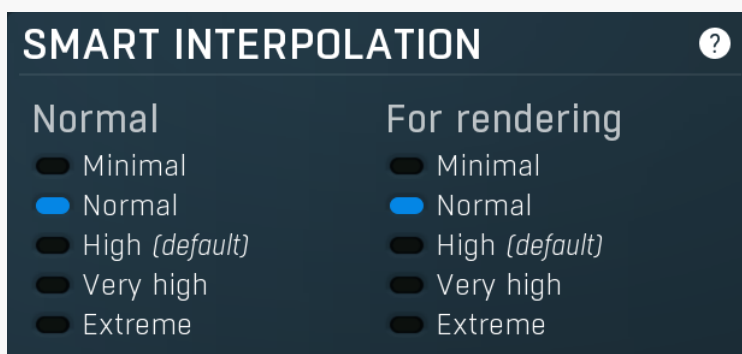 SMART INTERPOLATION ?
Normal
Minimal
Normal
High (default)
Very high
Extreme
For rendering
Minimal
Normal
High (default)
Very high
Extreme